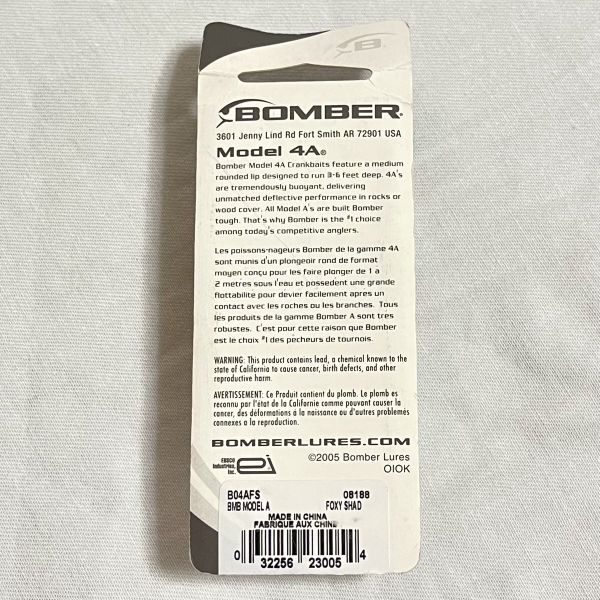 B
BOMBER®
3601 Jenny Lind Rd Fort Smith AR 72901 USA
Model 4A®
Bomber Model 4A Crankbaits feature a medium
rounded lip designed to run 3-6 feet deep. 4A's
are tremendously buoyant, delivering
unmatched deflective performance in rocks or
wood cover. All Model A's are built Bomber
tough. That's why Bomber is the #1 choice
among today's competitive anglers.
Les poissons-nageurs Bomber de la gamme 4A
sont munis d'un plongeoir rond de format
moyen conçu pour les faire plonger de 1 a
2 metres sous l'eau et possedent une grande
flottabilite pour devier facilement apres un
contact avec les roches ou les branches. Tous
les produits de la gamme Bomber A sont trés
robustes. C'est pour cette raison que Bomber
est le choix #1 des pecheurs de tournois.
WARNING: This product contains lead, a chemical known to the
state of California to cause cancer, birth defects, and other
reproductive harm.
AVERTISSEMENT: Ce Produit contient du plomb. Le plomb es
reconnu par l'état de la Californie comme pouvant causer la
cancer, des déformations a la naissance ou d'autres problemés
connexes a la reproduction.
BOMBERLURES.COM
EBSCO
Industries,
Inc.
ei
©2005 Bomber Lures
OIOK
B04AFS 08188
BMB MODEL A FOXY SHAD
MADE IN CHINA
FABRIQUE AUX CHINE
0 32256 23005 4